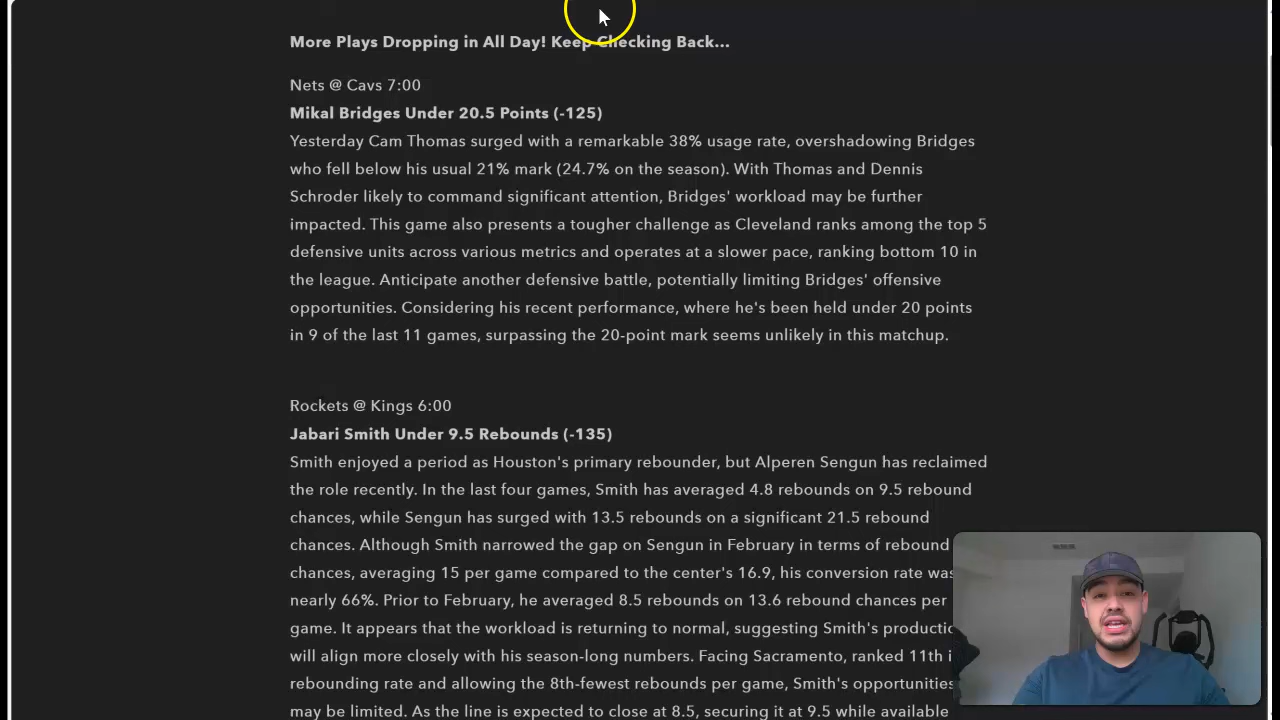 More Plays Dropping in All Day! Keep Checking Back...
Nets @ Cavs 7:00
Mikal Bridges Under 20.5 Points (-125)
Yesterday Cam Thomas surged with a remarkable 38% usage rate, overshadowing Bridges
who fell below his usual 21% mark (24.7% on the season). With Thomas and Dennis
Schroder likely to command significant attention, Bridges' workload may be further
impacted. This game also presents a tougher challenge as Cleveland ranks among the top 5
defensive units across various metrics and operates at a slower pace, ranking bottom 10 in
the league. Anticipate another defensive battle, potentially limiting Bridges' offensive
opportunities. Considering his recent performance, where he's been held under 20 points
in 9 of the last 11 games, surpassing the 20-point mark seems unlikely in this matchup.
Rockets @ Kings 6:00
Jabari Smith Under 9.5 Rebounds (-135)
Smith enjoyed a period as Houston's primary rebounder, but Alperen Sengun has reclaimed
the role recently. In the last four games, Smith has averaged 4.8 rebounds on 9.5 rebound
chances, while Sengun has surged with 13.5 rebounds on a significant 21.5 rebound
chances. Although Smith narrowed the gap on Sengun in February in terms of rebound
chances, averaging 15 per game compared to the center's 16.9, his conversion rate was
nearly 66%. Prior to February, he averaged 8.5 rebounds on 13.6 rebound chances per
game. It appears that the workload is returning to normal, suggesting Smith's
will align more closely with his season-long numbers. Facing Sacramento, ranked 11th
rebounding rate and allowing the 8th-fewest rebounds per game, Smith's opportunities
may be limited. As the line is expected to close at 8.5, securing it at 9.5 while available